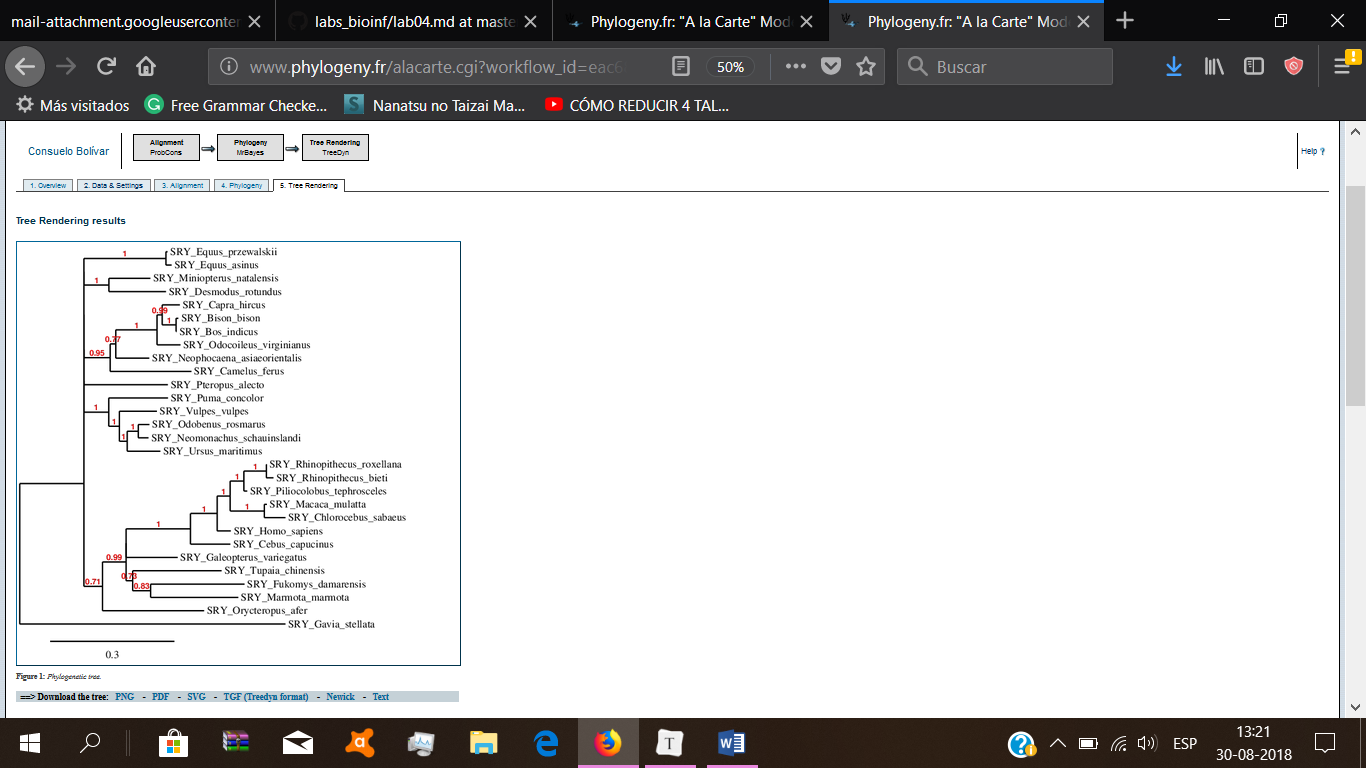 mail-attachment.googleuserconter
labs_bioinf/lab04.md at maste
Phylogeny.fr: "A la Carte" Mod
Phylogeny.fr: "A la Carte" Mod
www.phylogeny.fr/alacarte.cgi?workflow_id=eac6
50%
Buscar
Más visitados
Free Grammar Checke...
Nanatsu no Taizai Ma...
CÓMO REDUCIR 4 TAL...
Consuelo Bolívar
Alignment
ProbCons
Phylogeny
MrBayes
Tree Rendering
TreeDyn
Help ?
1. Overview
2. Data & Settings
3. Alignment
4. Phylogeny
5. Tree Rendering
Tree Rendering results
1
SRY_Equus_przewalskii
SRY_Equus_asinus
1
SRY_Miniopterus_natalensis
SRY_Desmodus_rotundus
0.99
SRY_Capra_hircus
1
SRY_Bison_bison
1
SRY_Bos_indicus
0.77
SRY_Odocoileus_virginianus
0.95
SRY_Neophocaena_asiaeorientalis
SRY_Camelus_ferus
SRY_Pteropus_alecto
1
SRY_Puma_concolor
1
SRY_Vulpes_vulpes
1
SRY_Odobenus_rosmarus
1
SRY_Neomonachus_schauinslandi
SRY_Ursus_maritimus
1
SRY_Rhinopithecus_roxellana
1
SRY_Rhinopithecus_bieti
1
SRY_Piliocolobus_tephrosceles
1
1
SRY_Macaca_mulatta
SRY_Chlorocebus_sabaeus
1
SRY_Homo_sapiens
SRY_Cebus_capucinus
0.99
SRY_Galeopterus_variegatus
0.73
SRY_Tupaia_chinensis
0.71
0.83
SRY_Fukomys_damarensis
SRY_Marmota_marmota
SRY_Orycteropus_afer
SRY_Gavia_stellata
0.3
Figure 1: Phylogenetic tree.
==> Download the tree: PNG - PDF - SVG - TGF (Treedyn format) - Newick - Text
T
ESP
13:21
30-08-2018